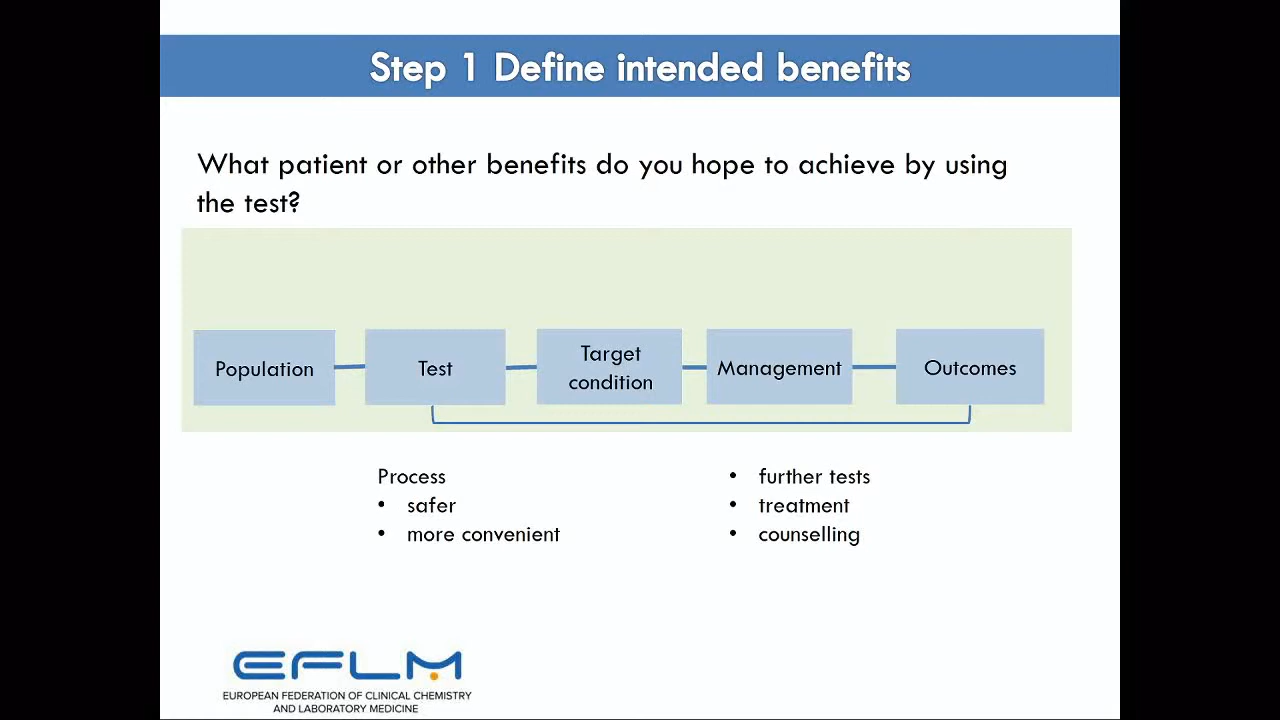 Step 1 Define intended benefits
What patient or other benefits do you hope to achieve by using
the test?
Population
Test
Target
condition
Management
Outcomes
Process
• safer
• more convenient
• further tests
• treatment
• counselling
EFLM
EUROPEAN FEDERATION OF CLINICAL CHEMISTRY
AND LABORATORY MEDICINE